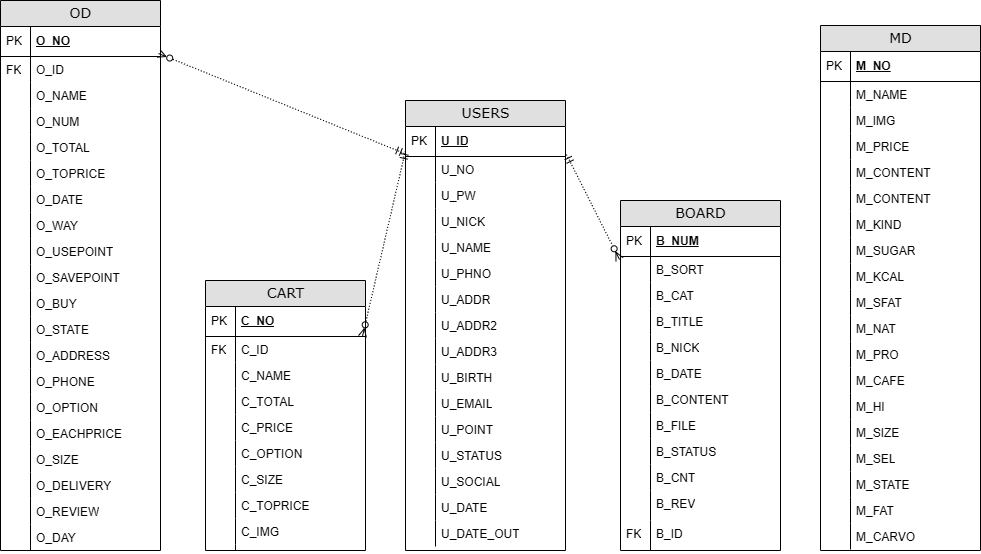 OD
PK O_NO
FK O_ID
O_NAME
O_NUM
O_TOTAL
O_TOPRICE
O_DATE
O_WAY
O_USEPOINT
O_SAVEPOINT
O_BUY
O_STATE
O_ADDRESS
O_PHONE
O_OPTION
O_EACHPRICE
O_SIZE
O_DELIVERY
O_REVIEW
O_DAY
CART
PK C_NO
FK C_ID
C_NAME
C_TOTAL
C_PRICE
C_OPTION
C_SIZE
C_TOPRICE
C_IMG
USERS
PK U_ID
U_NO
U_PW
U_NICK
U_NAME
U_PHNO
U_ADDR
U_ADDR2
U_ADDR3
U_BIRTH
U_EMAIL
U_POINT
U_STATUS
U_SOCIAL
U_DATE
U_DATE_OUT
BOARD
PK B_NUM
B_SORT
B_CAT
B_TITLE
B_NICK
B_DATE
B_CONTENT
B_FILE
B_STATUS
B_CNT
B_REV
FK B_ID
MD
PK M_NO
M_NAME
M_IMG
M_PRICE
M_CONTENT
M_CONTENT
M_KIND
M_SUGAR
M_KCAL
M_SFAT
M_NAT
M_PRO
M_CAFE
M_HI
M_SIZE
M_SEL
M_STATE
M_FAT
M_CARVO